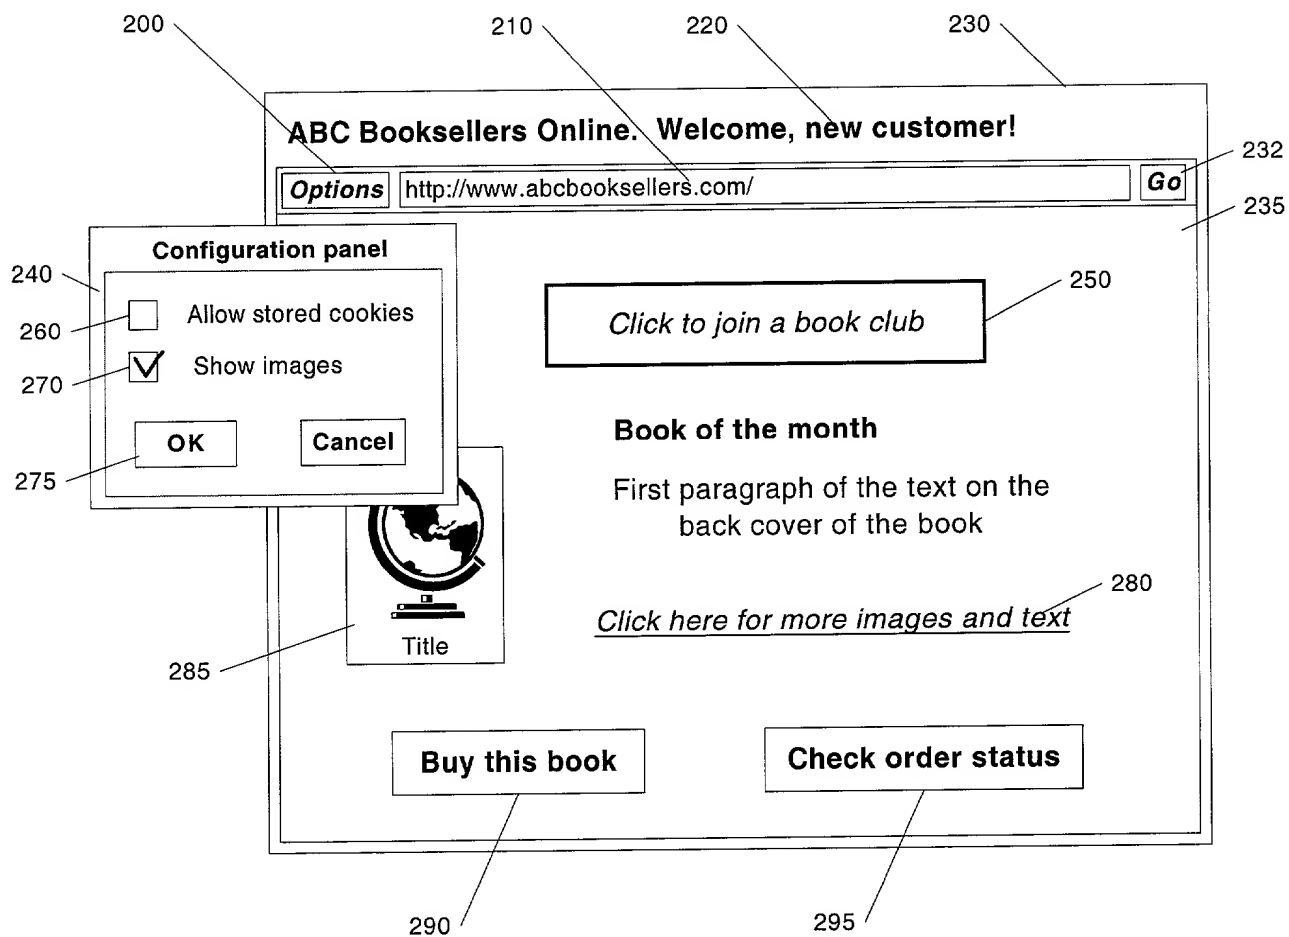 200
210
220
230
ABC Booksellers Online. Welcome, new customer!
232
Options
http://www.abcbooksellers.com/
Go
235
Configuration panel
240
250
Allow stored cookies
260
Click to join a book club
Show images
270
OK
Cancel
Book of the month
275
First paragraph of the text on the
back cover of the book
280
Click here for more images and text
Title
285
Buy this book
Check order status
290
295